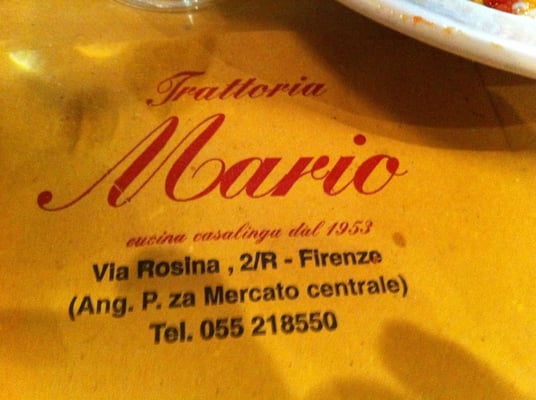 Trattoria
Mario
cucina casalinga dal 1953
Via Rosina , 2/R - Firenze
(Ang. P. za Mercato centrale)
Tel. 055 218550